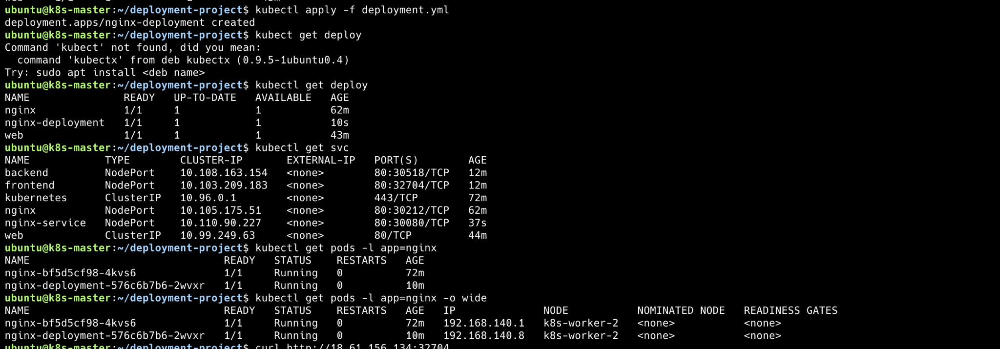 web 1/1 1 1 43m
ubuntu@k8s-master:~/deployment-project$ kubectl apply -f deployment.yml
deployment.apps/nginx-deployment created
ubuntu@k8s-master:~/deployment-project$ kubect get deploy
Command 'kubect' not found, did you mean:
  command 'kubectx' from deb kubectx (0.9.5-1ubuntu0.4)
Try: sudo apt install <deb name>
ubuntu@k8s-master:~/deployment-project$ kubectl get deploy
NAME               READY   UP-TO-DATE   AVAILABLE   AGE
nginx              1/1     1            1           62m
nginx-deployment   1/1     1            1           10s
web                1/1     1            1           43m
ubuntu@k8s-master:~/deployment-project$ kubectl get svc
NAME            TYPE        CLUSTER-IP       EXTERNAL-IP   PORT(S)        AGE
backend         NodePort    10.108.163.154   <none>        80:30518/TCP   12m
frontend        NodePort    10.103.209.183   <none>        80:32704/TCP   12m
kubernetes      ClusterIP   10.96.0.1        <none>        443/TCP        72m
nginx           NodePort    10.105.175.51    <none>        80:30212/TCP   62m
nginx-service   NodePort    10.110.90.227    <none>        80:30080/TCP   37s
web             ClusterIP   10.99.249.63     <none>        80/TCP         44m
ubuntu@k8s-master:~/deployment-project$ kubectl get pods -l app=nginx
NAME                                READY   STATUS    RESTARTS   AGE
nginx-bf5d5cf98-4kvs6               1/1     Running   0          72m
nginx-deployment-576c6b7b6-2wvxr    1/1     Running   0          10m
ubuntu@k8s-master:~/deployment-project$ kubectl get pods -l app=nginx -o wide
NAME                                READY   STATUS    RESTARTS   AGE   IP              NODE           NOMINATED NODE   READINESS GATES
nginx-bf5d5cf98-4kvs6               1/1     Running   0          72m   192.168.140.1   k8s-worker-2   <none>           <none>
nginx-deployment-576c6b7b6-2wvxr    1/1     Running   0          10m   192.168.140.8   k8s-worker-2   <none>           <none>
ubuntu@k8s-master:~/deployment-project$ curl http://18.61.156.134:32704